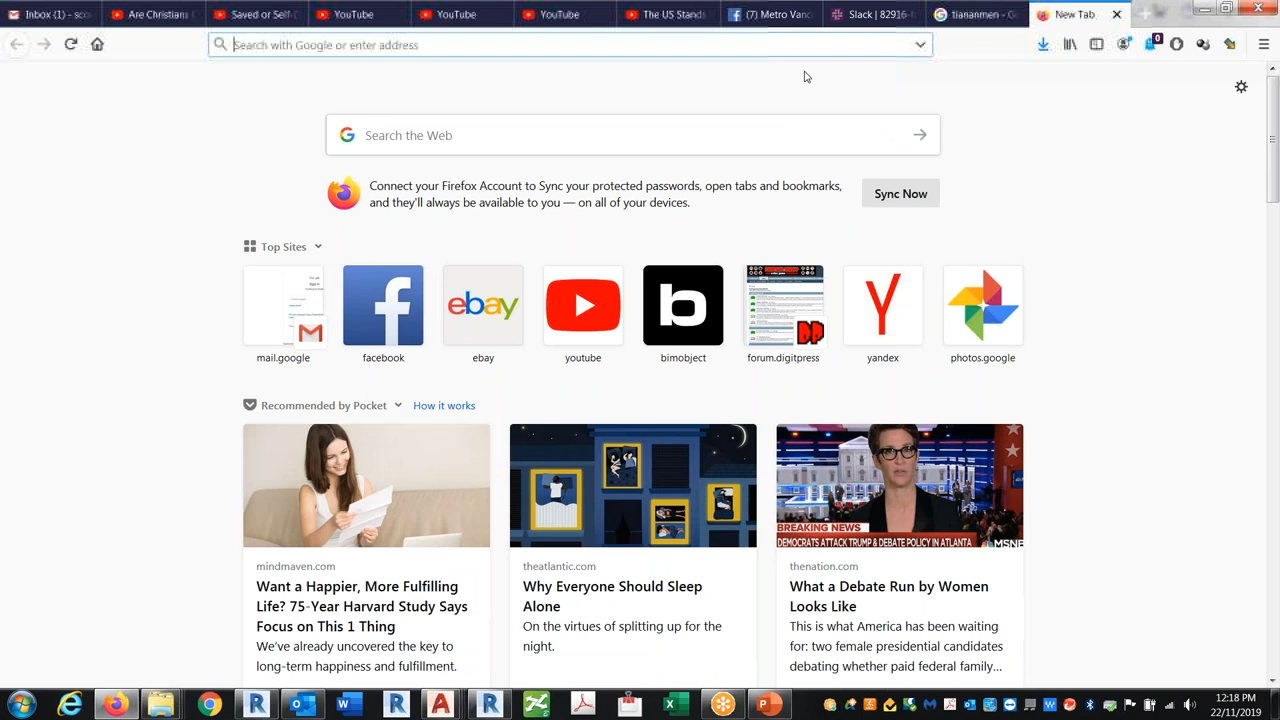 Inbox (1) - sco
Are Christian
Saved or Self-
YouTube
YouTube
YouTube
The US Stands
(7) Metro Vanc
Slack | 82916-
tiananmen - Go
New Tab
Search with Google or enter address
0
Search the Web
Connect your Firefox Account to Sync your protected passwords, open tabs and bookmarks,
and they'll always be available to you — on all of your devices.
Sync Now
Top Sites
ebay
DP
mail.google
facebook
ebay
youtube
bimobject
forum.digitpress
yandex
photos.google
Recommended by Pocket
How it works
BREAKING NEWS
DEMOCRATS ATTACK TRUMP & DEBATE POLICY IN ATLANTA
MSNB
mindmaven.com
Want a Happier, More Fulfilling
Life? 75-Year Harvard Study Says
Focus on This 1 Thing
We've already uncovered the key to
long-term happiness and fulfillment.
theatlantic.com
Why Everyone Should Sleep
Alone
On the virtues of splitting up for the
night.
thenation.com
What a Debate Run by Women
Looks Like
This is what America has been waiting
for: two female presidential candidates
debating whether paid federal family...
12:18 PM
22/11/2019